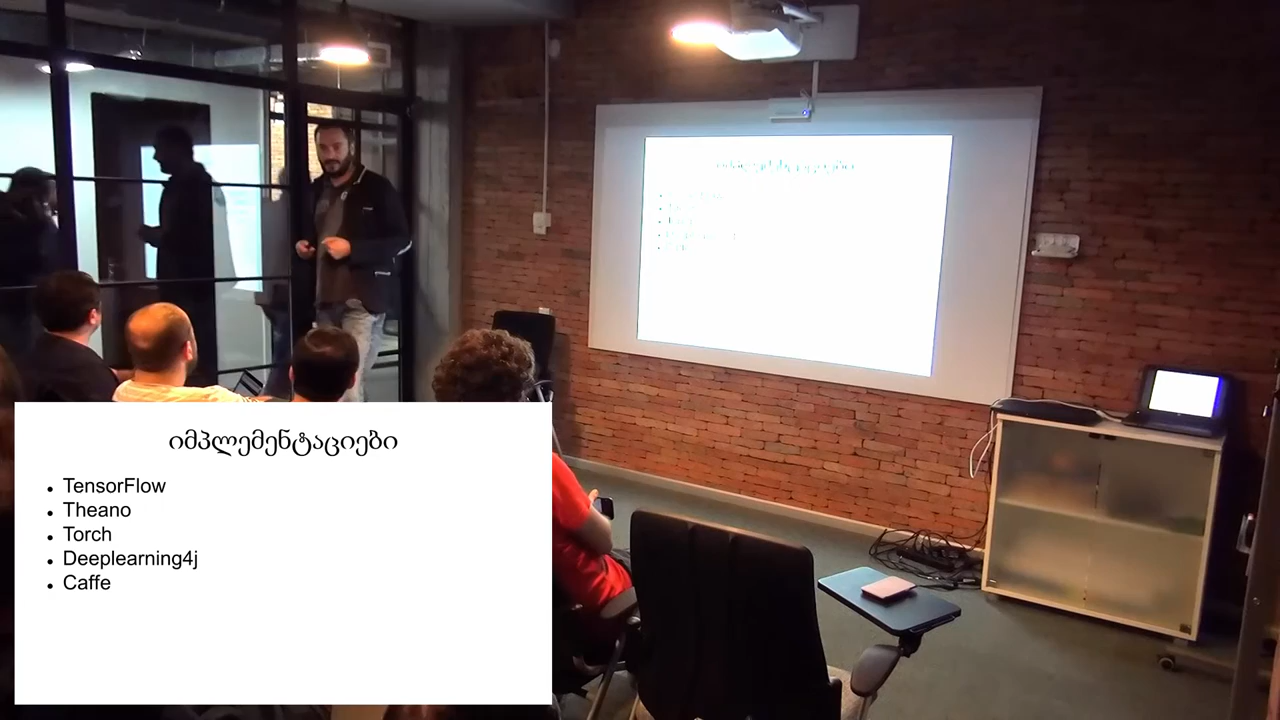 იმპლემენტაციები
TensorFlow
Theano
Torch
Deeplearning4j
Caffe